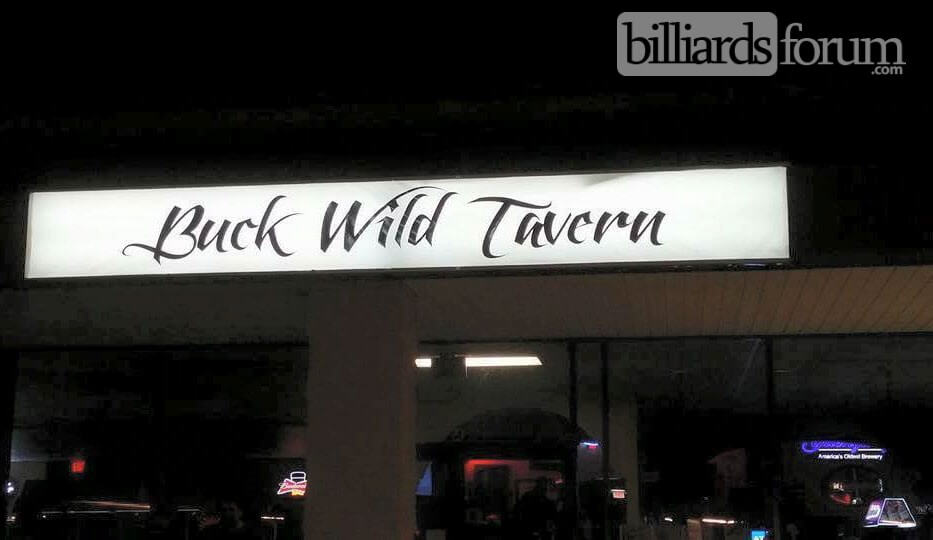 billiardsforum
.com
Buck Wild Tavern
America's Oldest Brewery